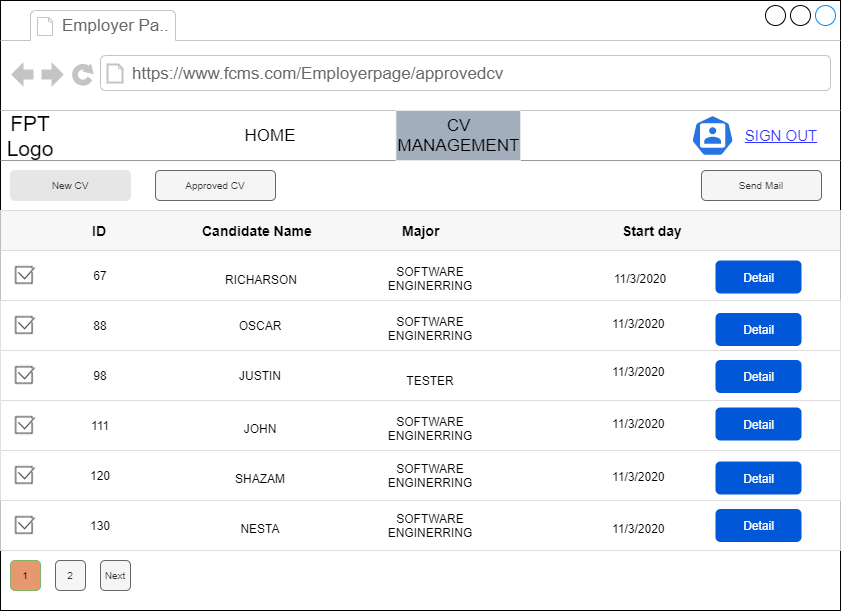 Employer Pa..
https://www.fcms.com/Employerpage/approvedcv
FPT
Logo
HOME
CV
MANAGEMENT
SIGN OUT
New CV
Approved CV
Send Mail
ID Candidate Name Major Start day
67 RICHARSON SOFTWARE
ENGINERRING 11/3/2020 Detail
88 OSCAR SOFTWARE
ENGINERRING 11/3/2020 Detail
98 JUSTIN TESTER 11/3/2020 Detail
111 JOHN SOFTWARE
ENGINERRING 11/3/2020 Detail
120 SHAZAM SOFTWARE
ENGINERRING 11/3/2020 Detail
130 NESTA SOFTWARE
ENGINERRING 11/3/2020 Detail
1 2 Next